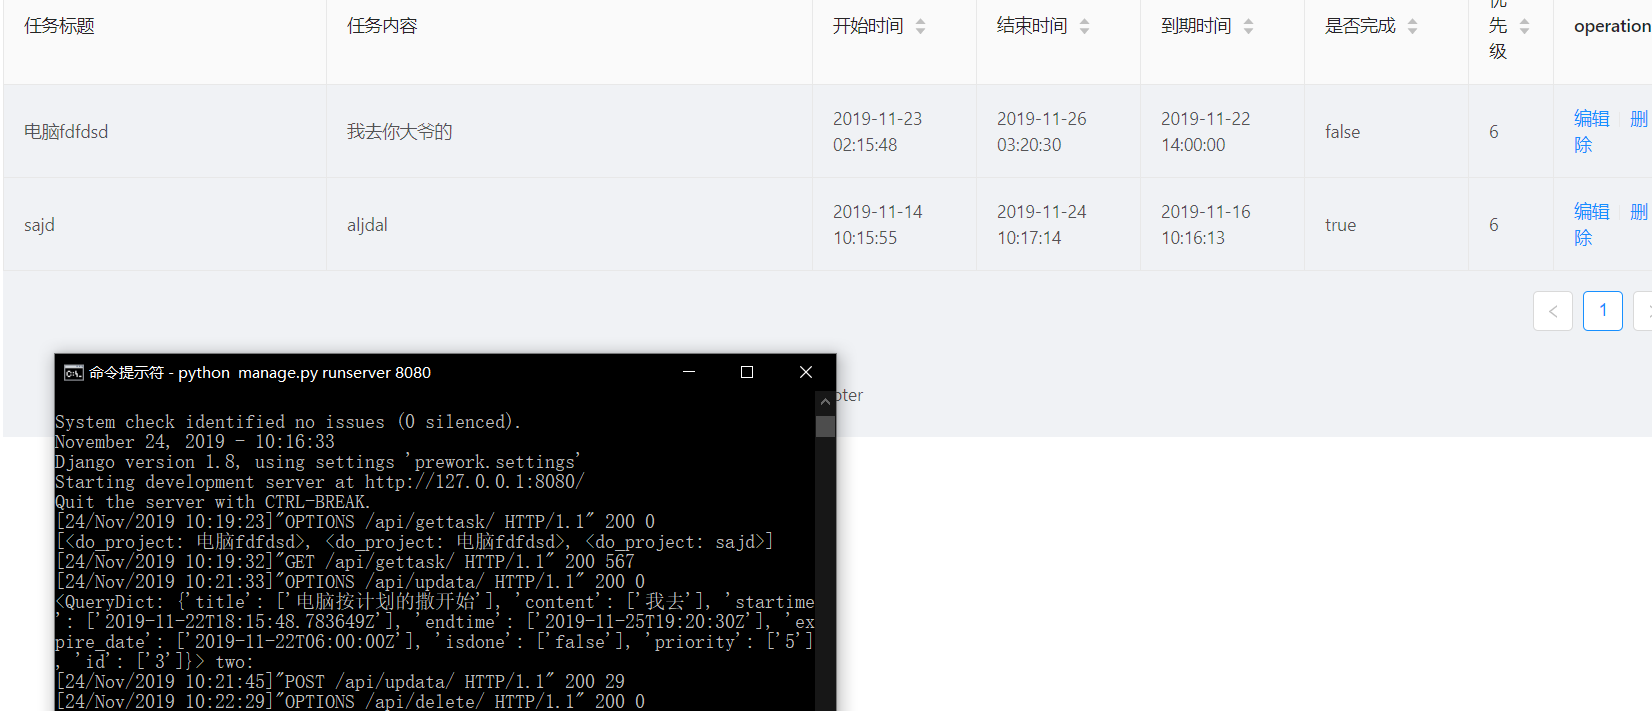 任务标题 任务内容 开始时间 结束时间 到期时间 是否完成 优先级 operation
电脑fdfdsd 我去你大爷的 2019-11-23 02:15:48 2019-11-26 03:20:30 2019-11-22 14:00:00 false 6 编辑 删除
sajd aljdal 2019-11-14 10:15:55 2019-11-24 10:17:14 2019-11-16 10:16:13 true 6 编辑 删除
1
命令提示符 - python  manage.py runserver 8080
oter
System check identified no issues (0 silenced).
November 24, 2019 - 10:16:33
Django version 1.8, using settings 'prework.settings'
Starting development server at http://127.0.0.1:8080/
Quit the server with CTRL-BREAK.
[24/Nov/2019 10:19:23]"OPTIONS /api/gettask/ HTTP/1.1" 200 0
[<do_project: 电脑fdfdsd>, <do_project: 电脑fdfdsd>, <do_project: sajd>]
[24/Nov/2019 10:19:32]"GET /api/gettask/ HTTP/1.1" 200 567
[24/Nov/2019 10:21:33]"OPTIONS /api/updata/ HTTP/1.1" 200 0
<QueryDict: {'title': ['电脑按计划的撒开始'], 'content': ['我去'], 'startime
': ['2019-11-22T18:15:48.783649Z'], 'endtime': ['2019-11-25T19:20:30Z'], 'ex
pire_date': ['2019-11-22T06:00:00Z'], 'isdone': ['false'], 'priority': ['5']
, 'id': ['3']}> two:
[24/Nov/2019 10:21:45]"POST /api/updata/ HTTP/1.1" 200 29
[24/Nov/2019 10:22:29]"OPTIONS /api/delete/ HTTP/1.1" 200 0